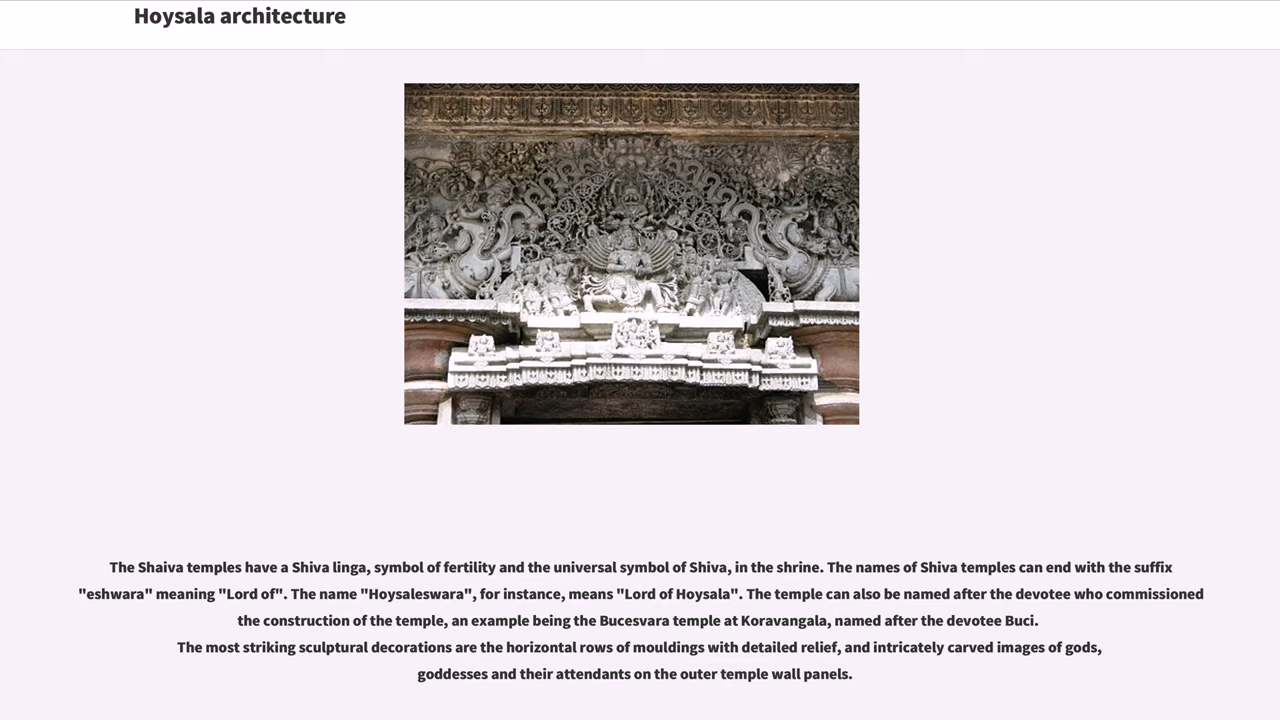 Hoysala architecture
The Shaiva temples have a Shiva linga, symbol of fertility and the universal symbol of Shiva, in the shrine. The names of Shiva temples can end with the suffix
"eshwara" meaning "Lord of". The name "Hoysaleswara", for instance, means "Lord of Hoysala". The temple can also be named after the devotee who commissioned
the construction of the temple, an example being the Bucesvara temple at Koravangala, named after the devotee Buci.
The most striking sculptural decorations are the horizontal rows of mouldings with detailed relief, and intricately carved images of gods,
goddesses and their attendants on the outer temple wall panels.